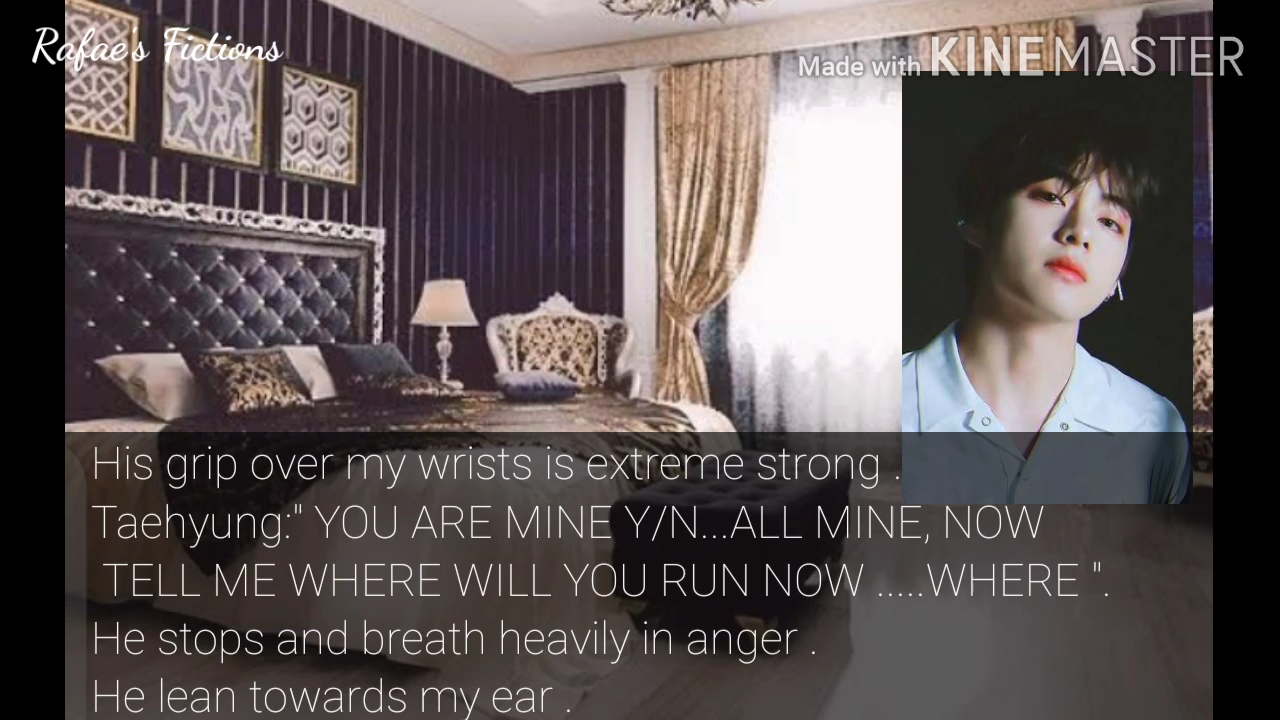 Rafae's Fictions
Made with KINEMASTER
His grip over my wrists is extreme strong .
Taehyung:" YOU ARE MINE Y/N...ALL MINE, NOW
TELL ME WHERE WILL YOU RUN NOW .....WHERE ".
He stops and breath heavily in anger .
He lean towards my ear .